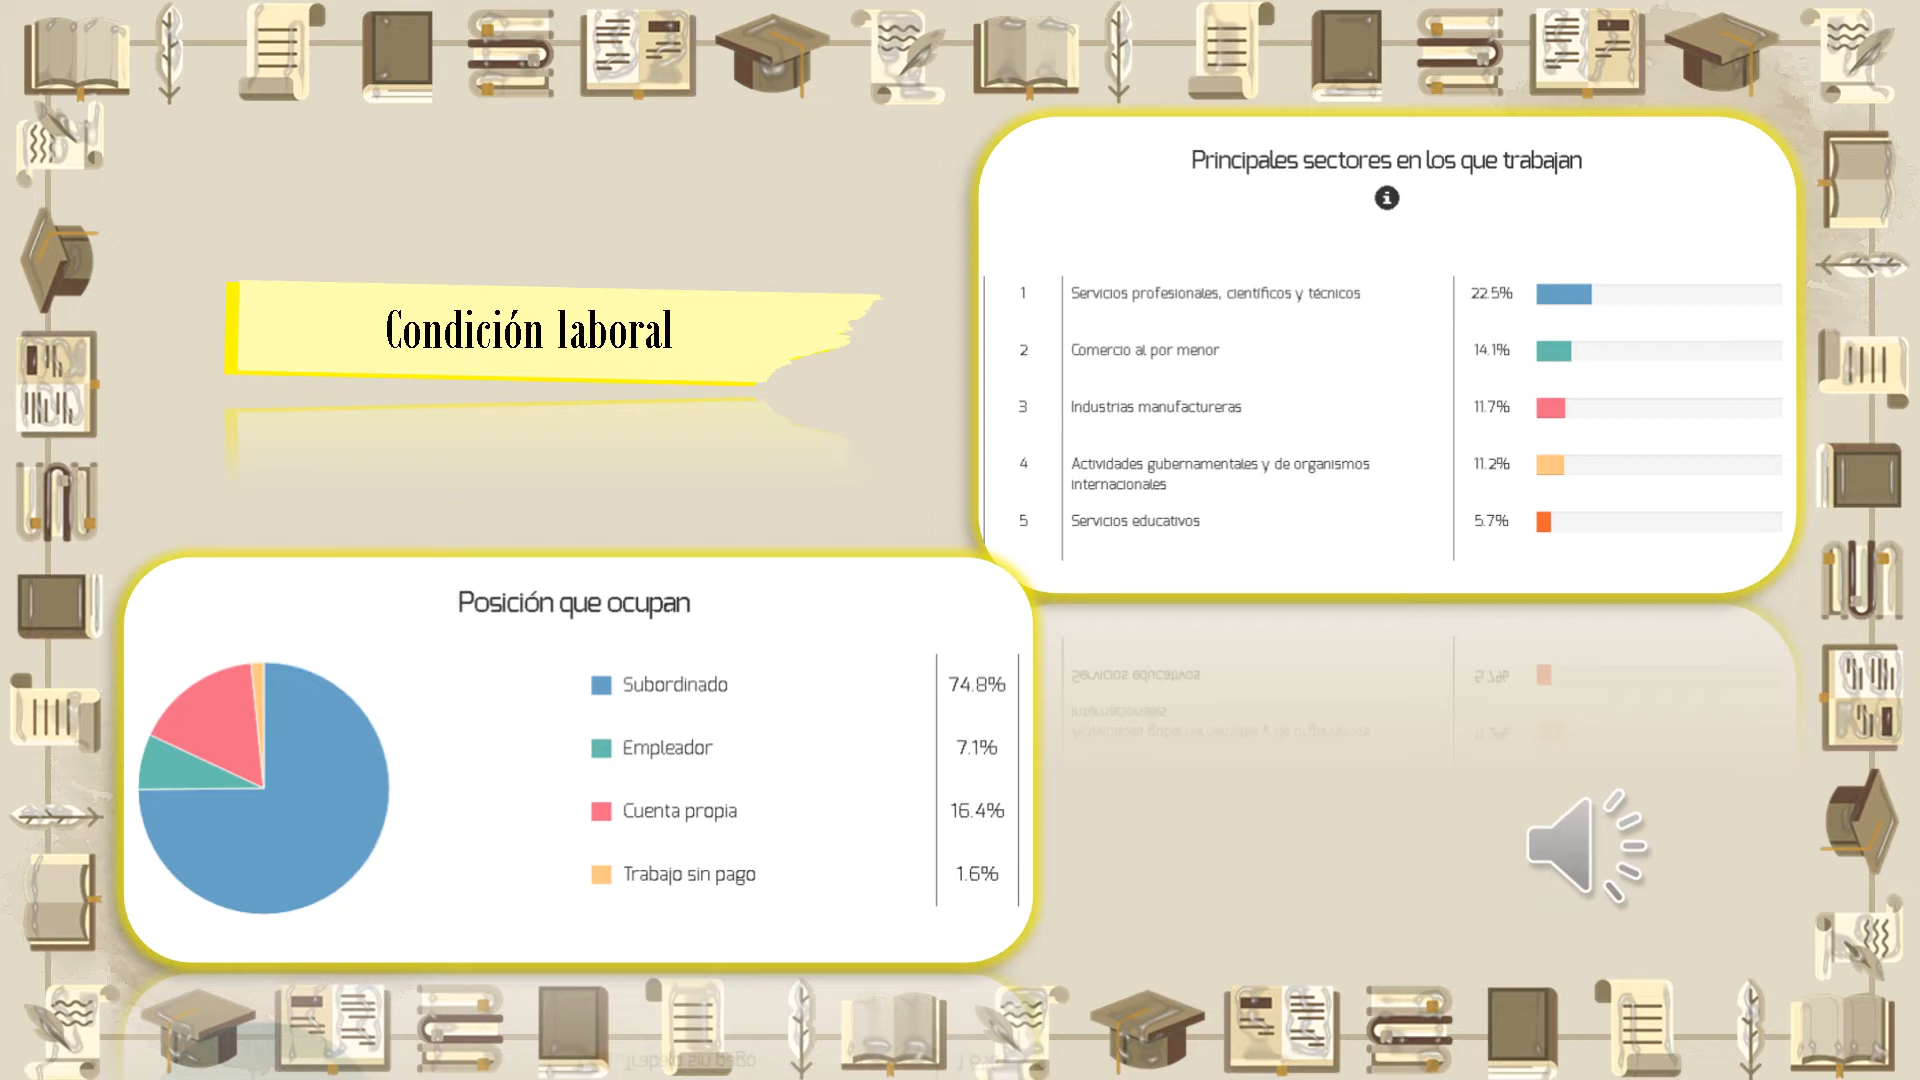 Condición laboral
Principales sectores en los que trabajan
1 Servicios profesionales, científicos y técnicos 22.5%
2 Comercio al por menor 14.1%
3 Industrias manufactureras 11.7%
4 Actividades gubernamentales y de organismos
internacionales 11.2%
5 Servicios educativos 5.7%
Posición que ocupan
Subordinado 74.8%
Empleador 7.1%
Cuenta propia 16.4%
Trabajo sin pago 1.6%